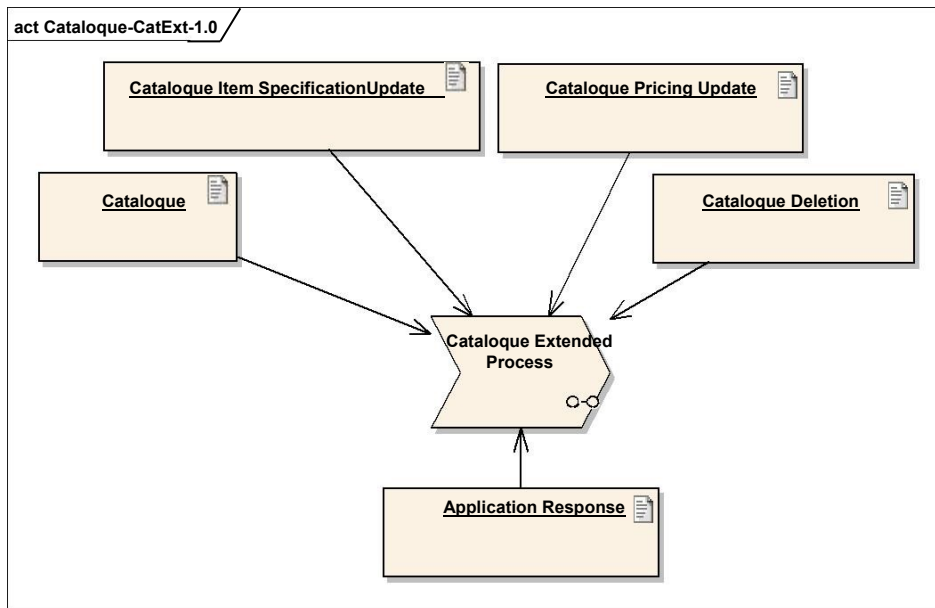 act Cataloque-CatExt-1.0
Cataloque Item SpecificationUpdate
Cataloque Pricing Update
Cataloque
Cataloque Deletion
Cataloque Extended
Process
Application Response